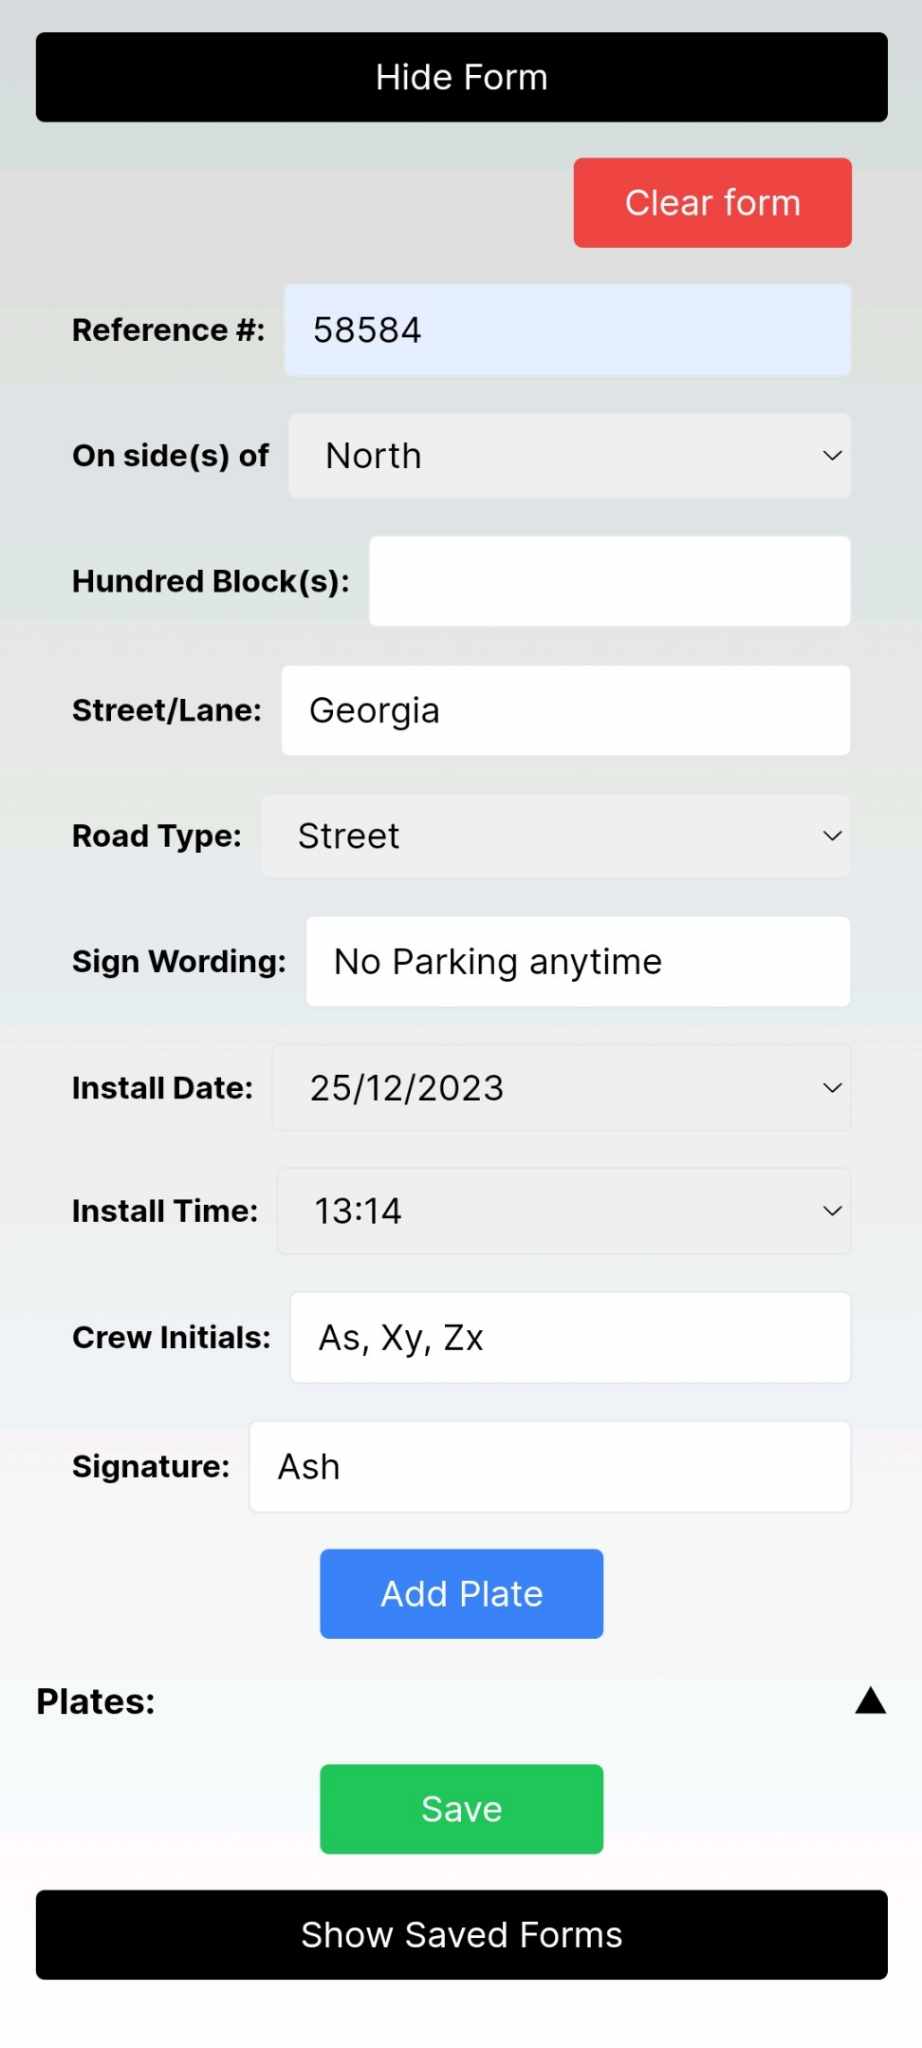 Hide Form
Clear form
Reference #: 58584
On side(s) of North
Hundred Block(s):
Street/Lane: Georgia
Road Type: Street
Sign Wording: No Parking anytime
Install Date: 25/12/2023
Install Time: 13:14
Crew Initials: As, Xy, Zx
Signature: Ash
Add Plate
Plates:
Save
Show Saved Forms